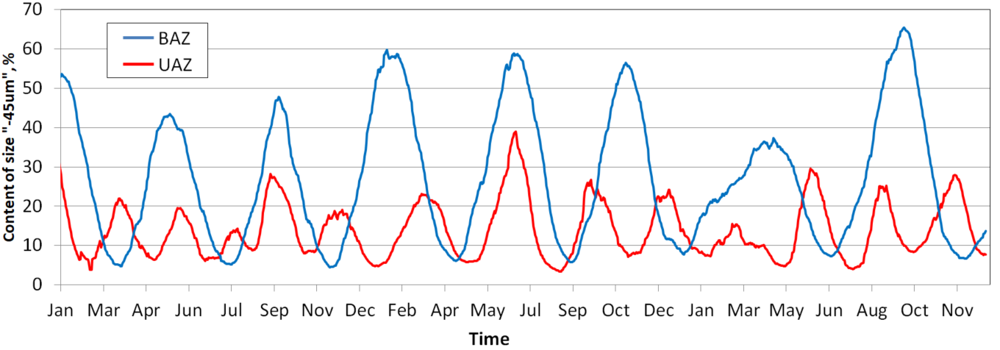 Content of size "-45um", %
70
60
50
40
30
20
10
0
BAZ
UAZ
Jan Mar Apr Jun Jul Sep Nov Dec Feb Apr May Jul Sep Oct Dec Jan Mar May Jun Aug Oct Nov
Time